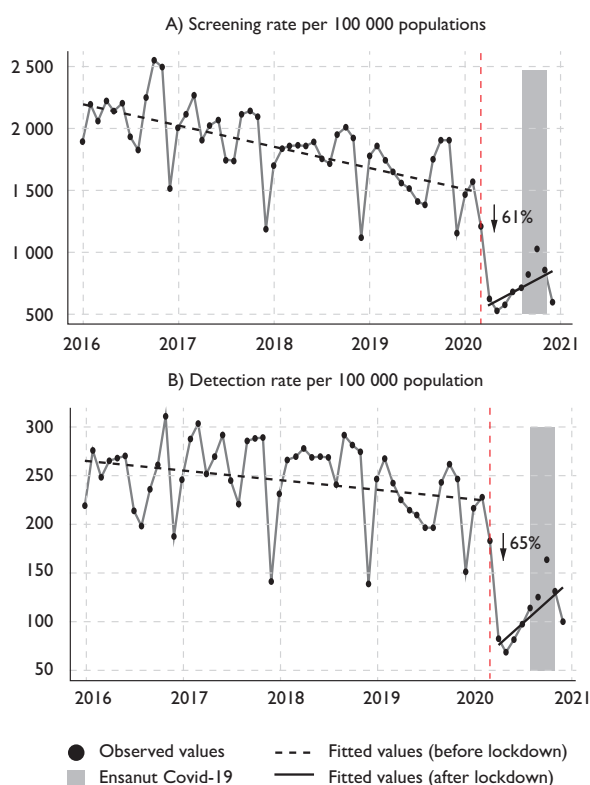 A) Screening rate per 100 000 populations
2 500
2 000
1 500
1 000
500
61%
2016 2017 2018 2019 2020 2021
B) Detection rate per 100 000 population
300
250
200
150
100
50
65%
2016 2017 2018 2019 2020 2021
Observed values Fitted values (before lockdown)
Ensanut Covid-19 Fitted values (after lockdown)